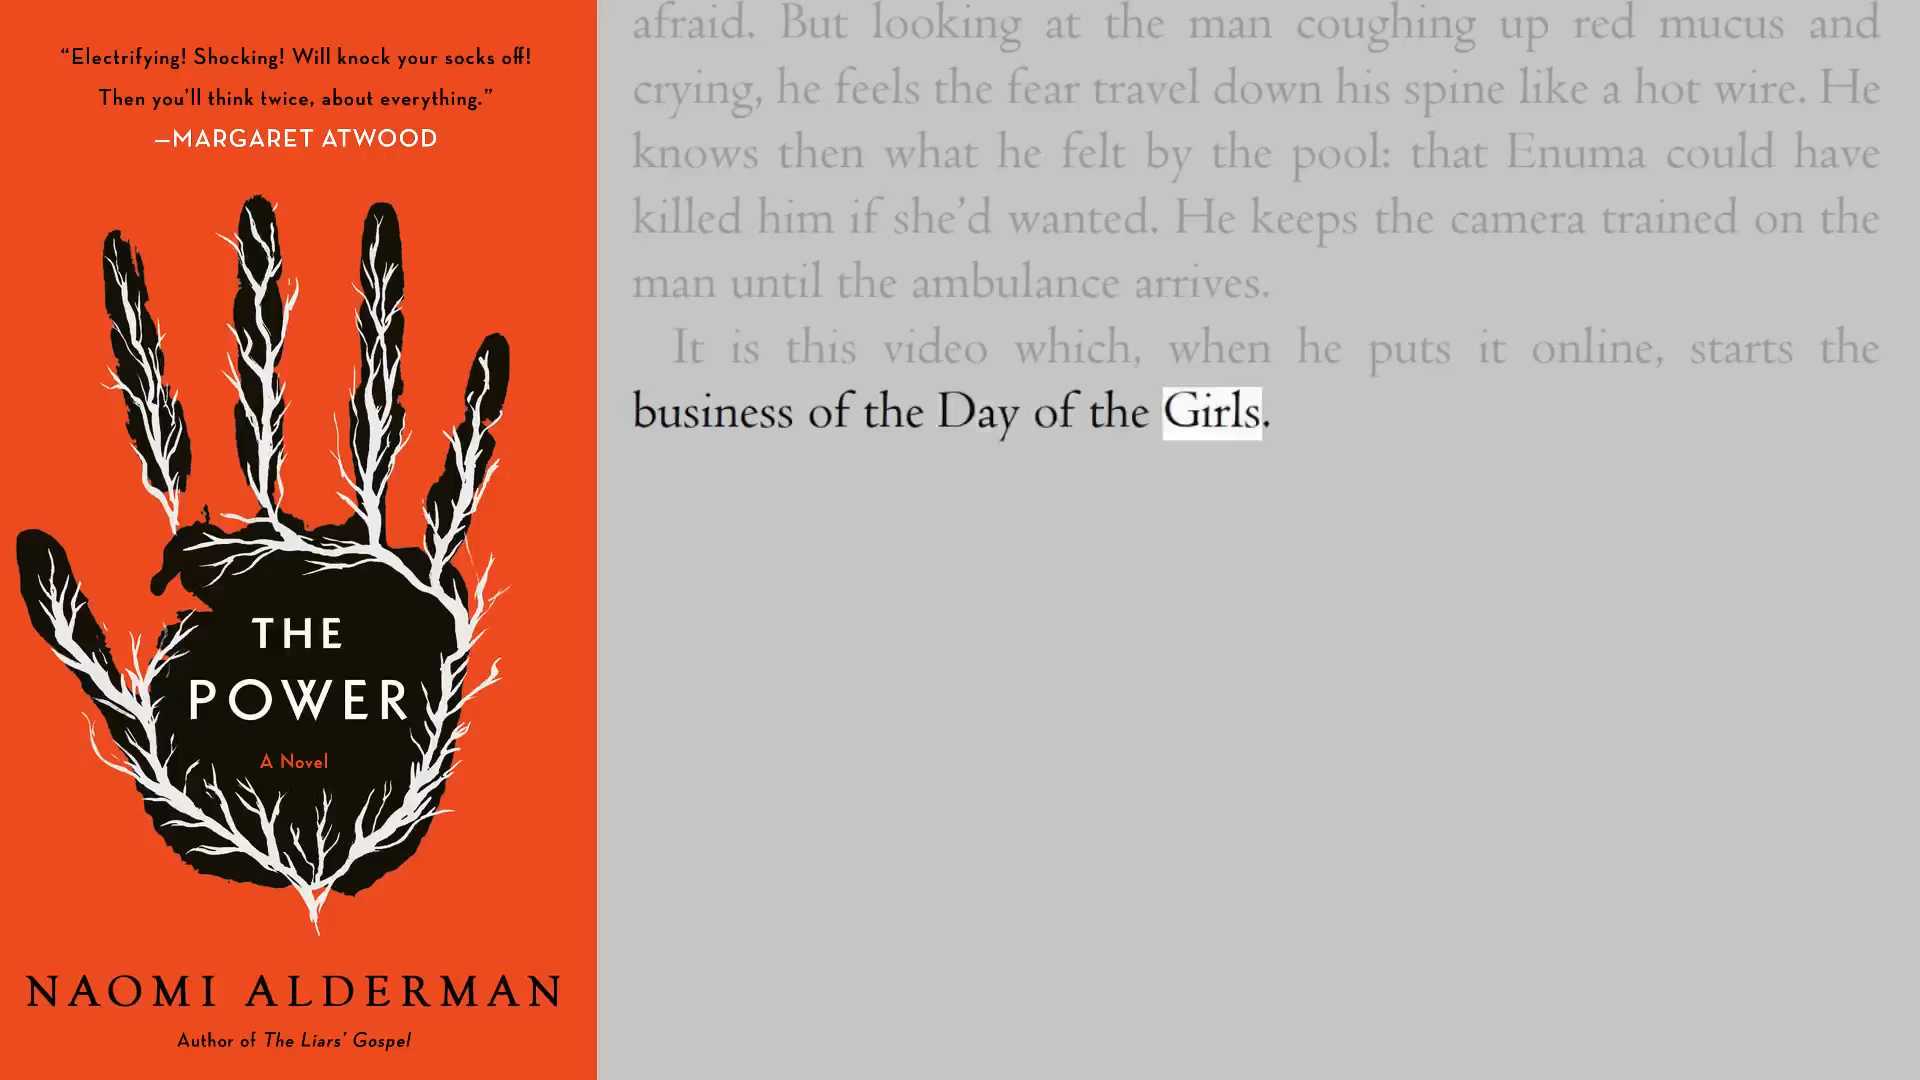 “Electrifying! Shocking! Will knock your socks off!
Then you’ll think twice, about everything.”
—MARGARET ATWOOD
THE
POWER
A Novel
NAOMI ALDERMAN
Author of The Liars’ Gospel
afraid. But looking at the man coughing up red mucus and
crying, he feels the fear travel down his spine like a hot wire. He
knows then what he felt by the pool: that Enuma could have
killed him if she’d wanted. He keeps the camera trained on the
man until the ambulance arrives.
It is this video which, when he puts it online, starts the
business of the Day of the Girls.